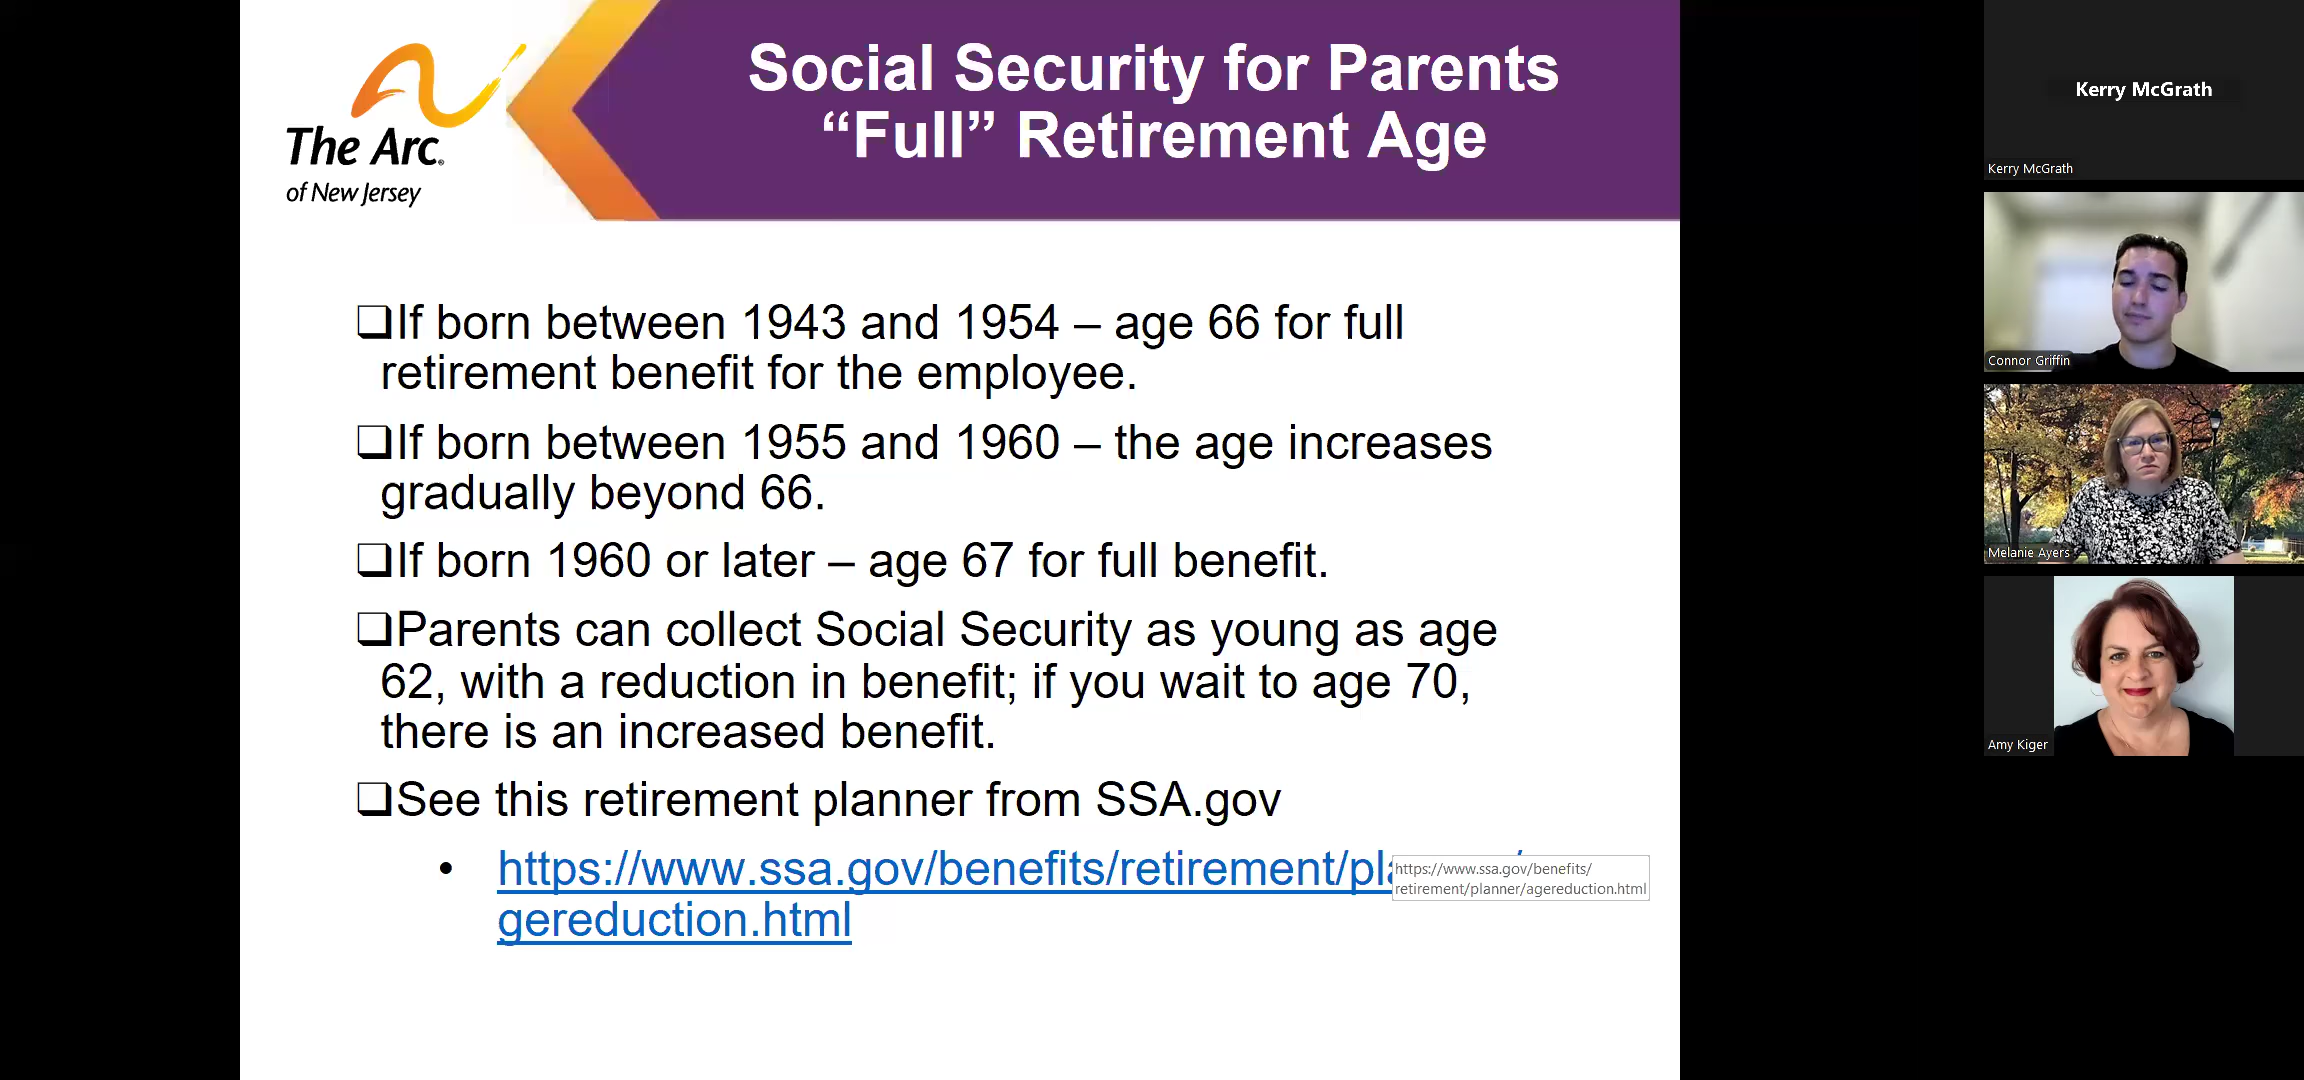 The Arc®
of New Jersey
Social Security for Parents
“Full” Retirement Age
❑If born between 1943 and 1954 – age 66 for full
retirement benefit for the employee.
❑If born between 1955 and 1960 – the age increases
gradually beyond 66.
❑If born 1960 or later – age 67 for full benefit.
❑Parents can collect Social Security as young as age
62, with a reduction in benefit; if you wait to age 70,
there is an increased benefit.
❑See this retirement planner from SSA.gov
• https://www.ssa.gov/benefits/retirement/pla
gereduction.html
https://www.ssa.gov/benefits/
retirement/planner/agereduction.html
Kerry McGrath
Kerry McGrath
Connor Griffin
Melanie Ayers
Amy Kiger